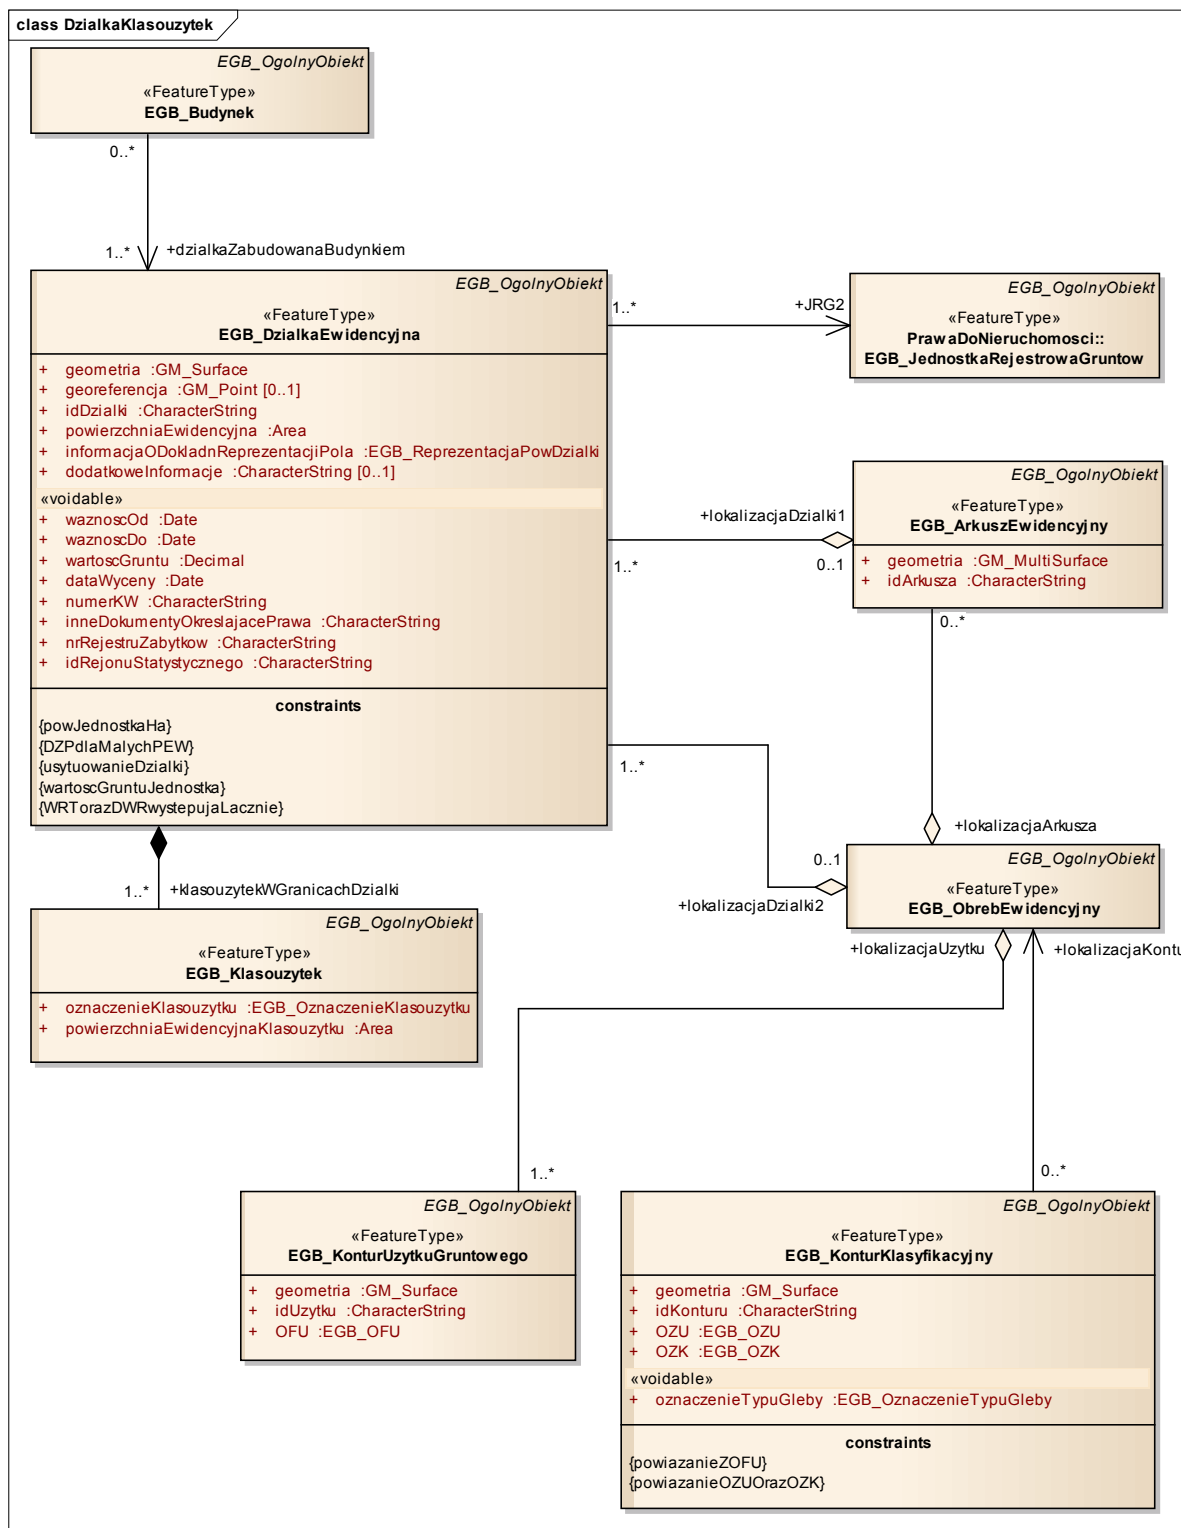 class DzialkaKlasouzytek
EGB_OgolnyObiekt
«FeatureType»
EGB_Budynek
0..*
1..*
+dzialkaZabudowanaBudynkiem
EGB_OgolnyObiekt
«FeatureType»
EGB_DzialkaEwidencyjna
+ geometria :GM_Surface
+ georeferencja :GM_Point [0..1]
+ idDzialki :CharacterString
+ powierzchniaEwidencyjna :Area
+ informacjaODokladnReprezentacjiPola :EGB_ReprezentacjaPowDzialki
+ dodatkoweInformacje :CharacterString [0..1]
«voidable»
+ waznoscOd :Date
+ waznoscDo :Date
+ wartoscGruntu :Decimal
+ dataWyceny :Date
+ numerKW :CharacterString
+ inneDokumentyOkreslajacePrawa :CharacterString
+ nrRejestruZabytkow :CharacterString
+ idRejonuStatystycznego :CharacterString
constraints
{powJednostkaHa}
{DZPdlaMalychPEW}
{usytuowanieDzialki}
{wartoscGruntuJednostka}
{WRTorazDWRwystepujaLacznie}
1..*
+JRG2
EGB_OgolnyObiekt
«FeatureType»
PrawaDoNieruchomosci::
EGB_JednostkaRejestrowaGruntow
+lokalizacjaDzialki1
1..*
0..1
EGB_OgolnyObiekt
«FeatureType»
EGB_ArkuszEwidencyjny
+ geometria :GM_MultiSurface
+ idArkusza :CharacterString
0..*
+lokalizacjaArkusza
1..*
0..1
+lokalizacjaDzialki2
EGB_OgolnyObiekt
«FeatureType»
EGB_ObrebEwidencyjny
+lokalizacjaUzytku
+lokalizacjaKontu
1..*
+klasouzytekWGranicachDzialki
EGB_OgolnyObiekt
«FeatureType»
EGB_Klasouzytek
+ oznaczenieKlasouzytku :EGB_OznaczenieKlasouzytku
+ powierzchniaEwidencyjnaKlasouzytku :Area
1..*
0..*
EGB_OgolnyObiekt
«FeatureType»
EGB_KonturUzytkuGruntowego
+ geometria :GM_Surface
+ idUzytku :CharacterString
+ OFU :EGB_OFU
EGB_OgolnyObiekt
«FeatureType»
EGB_KonturKlasyfikacyjny
+ geometria :GM_Surface
+ idKonturu :CharacterString
+ OZU :EGB_OZU
+ OZK :EGB_OZK
«voidable»
+ oznaczenieTypuGleby :EGB_OznaczenieTypuGleby
constraints
{powiazanieZOFU}
{powiazanieOZUOrazOZK}